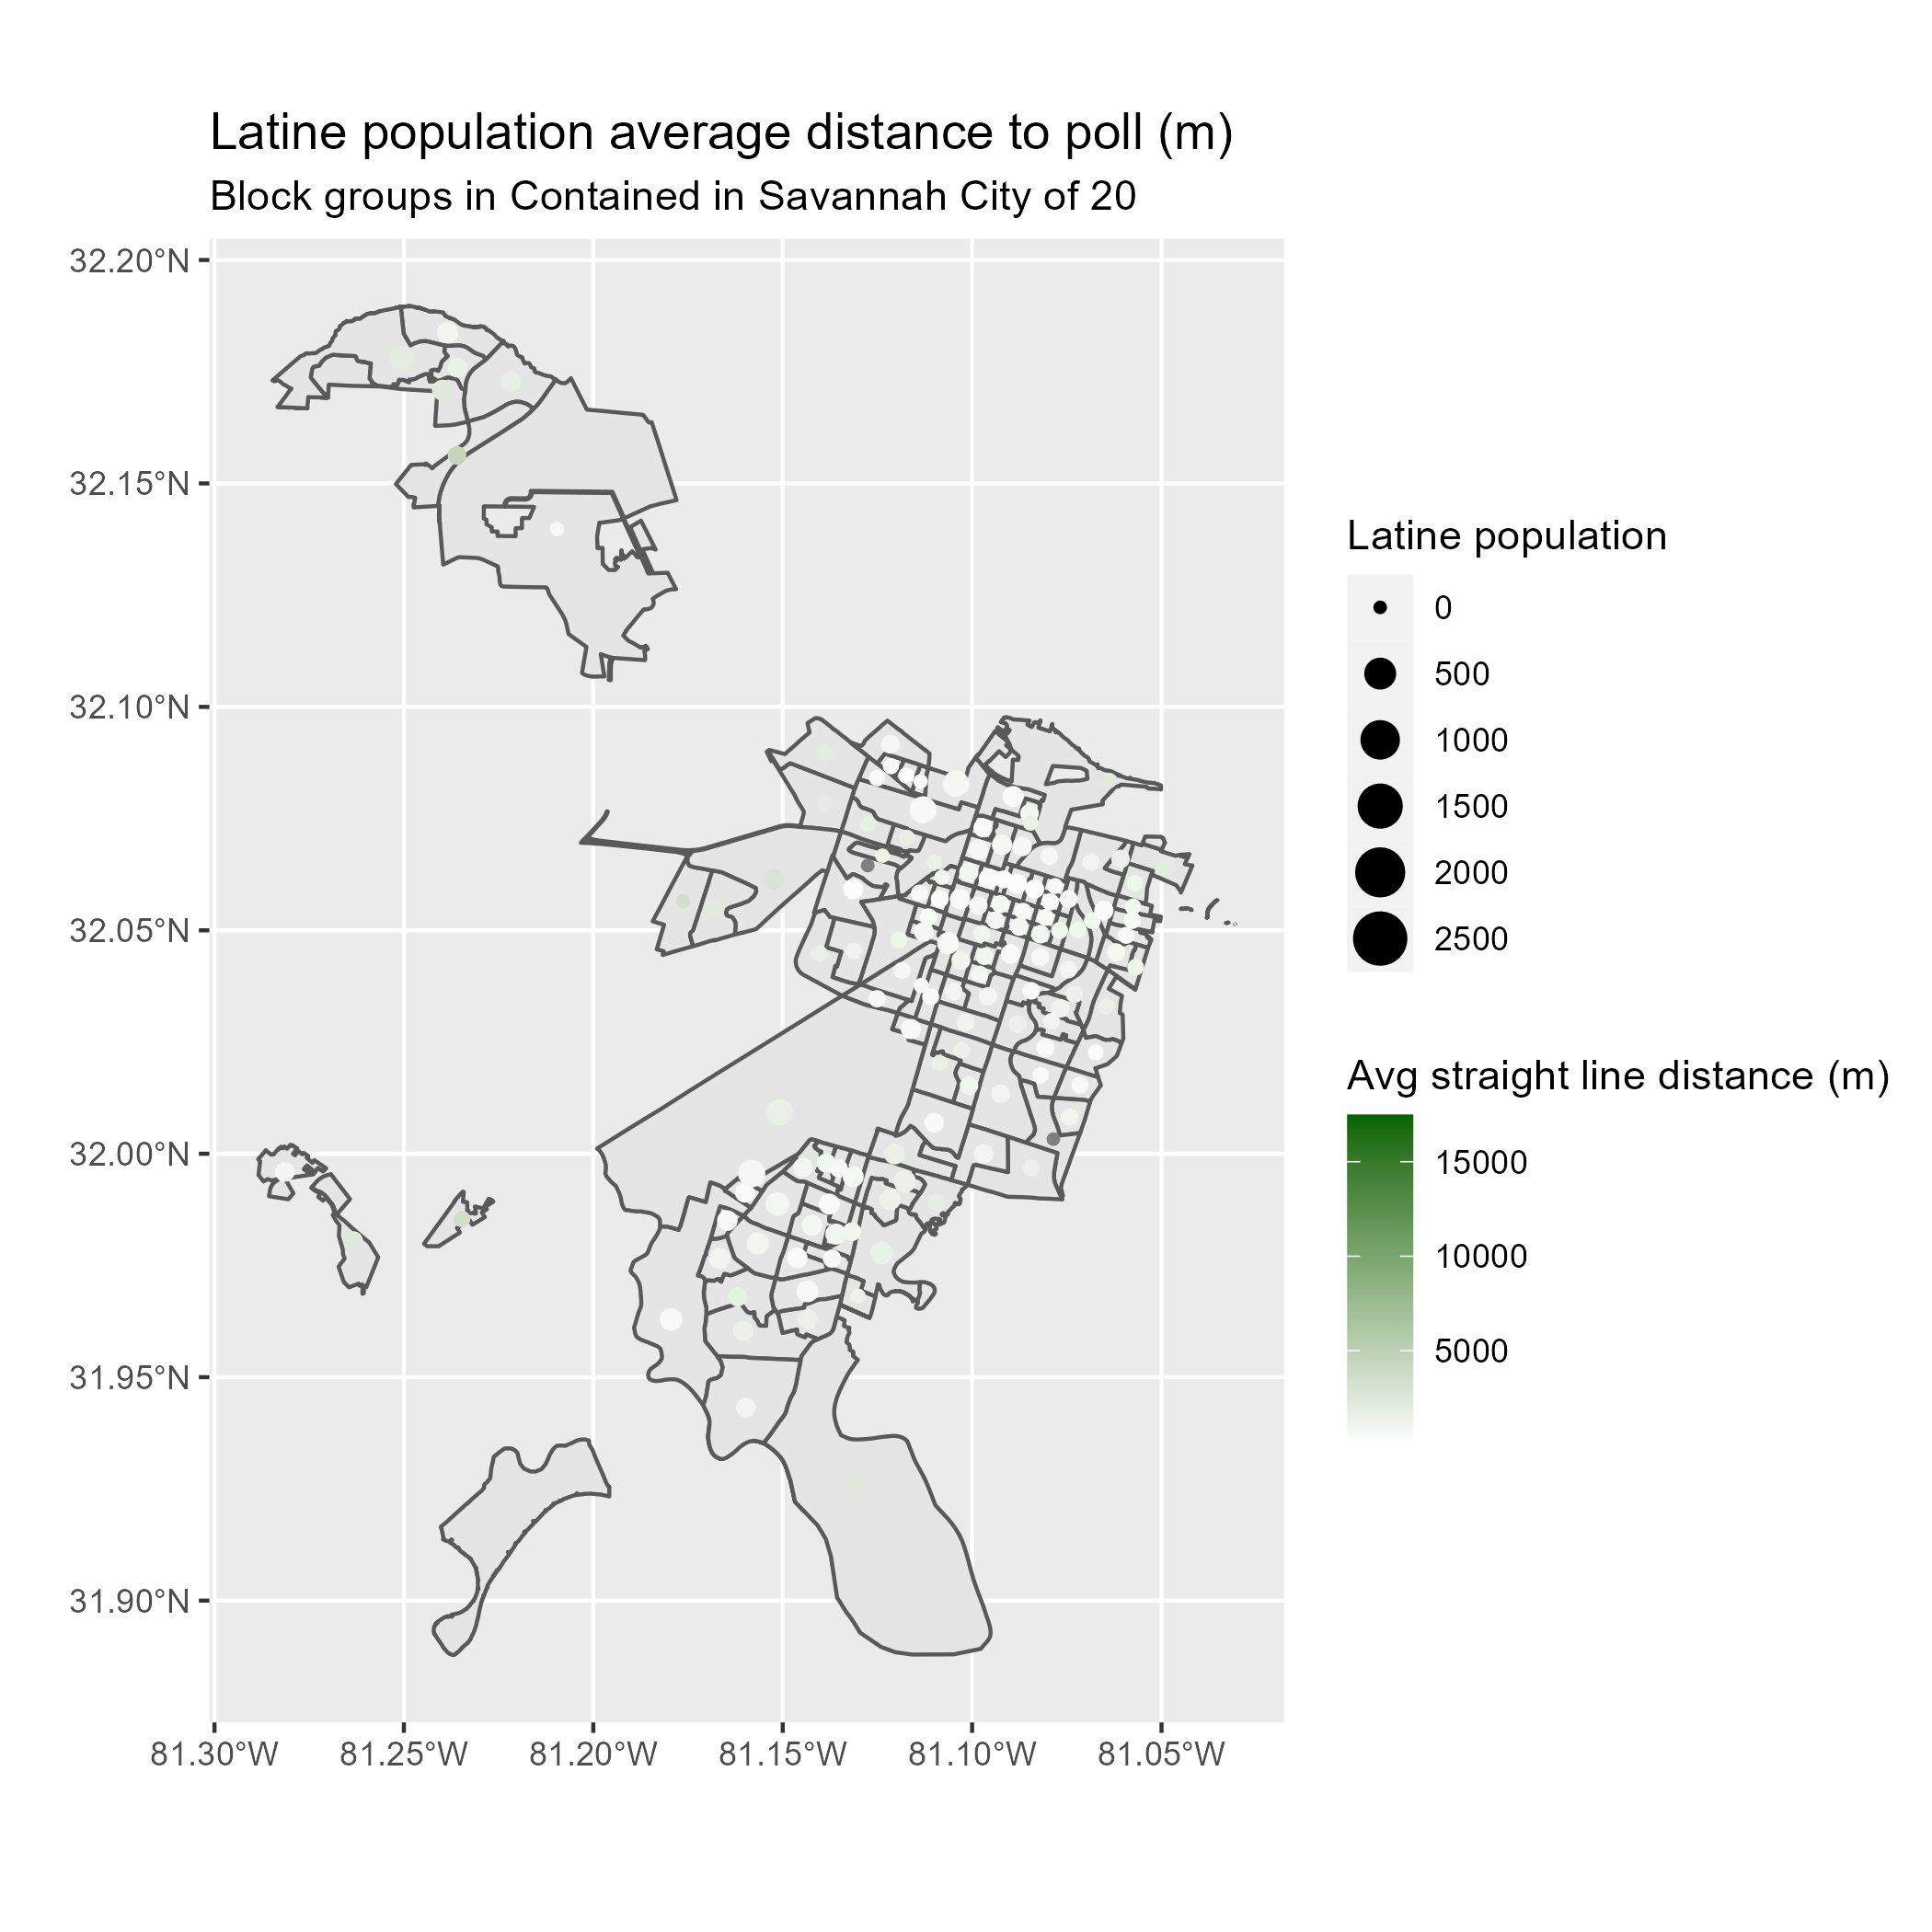 Latine population average distance to poll (m)
Block groups in Contained in Savannah City of 20
32.20°N
32.15°N
32.10°N
32.05°N
32.00°N
31.95°N
31.90°N
81.30°W
81.25°W
81.20°W
81.15°W
81.10°W
81.05°W
Latine population
0
500
1000
1500
2000
2500
Avg straight line distance (m)
15000
10000
5000